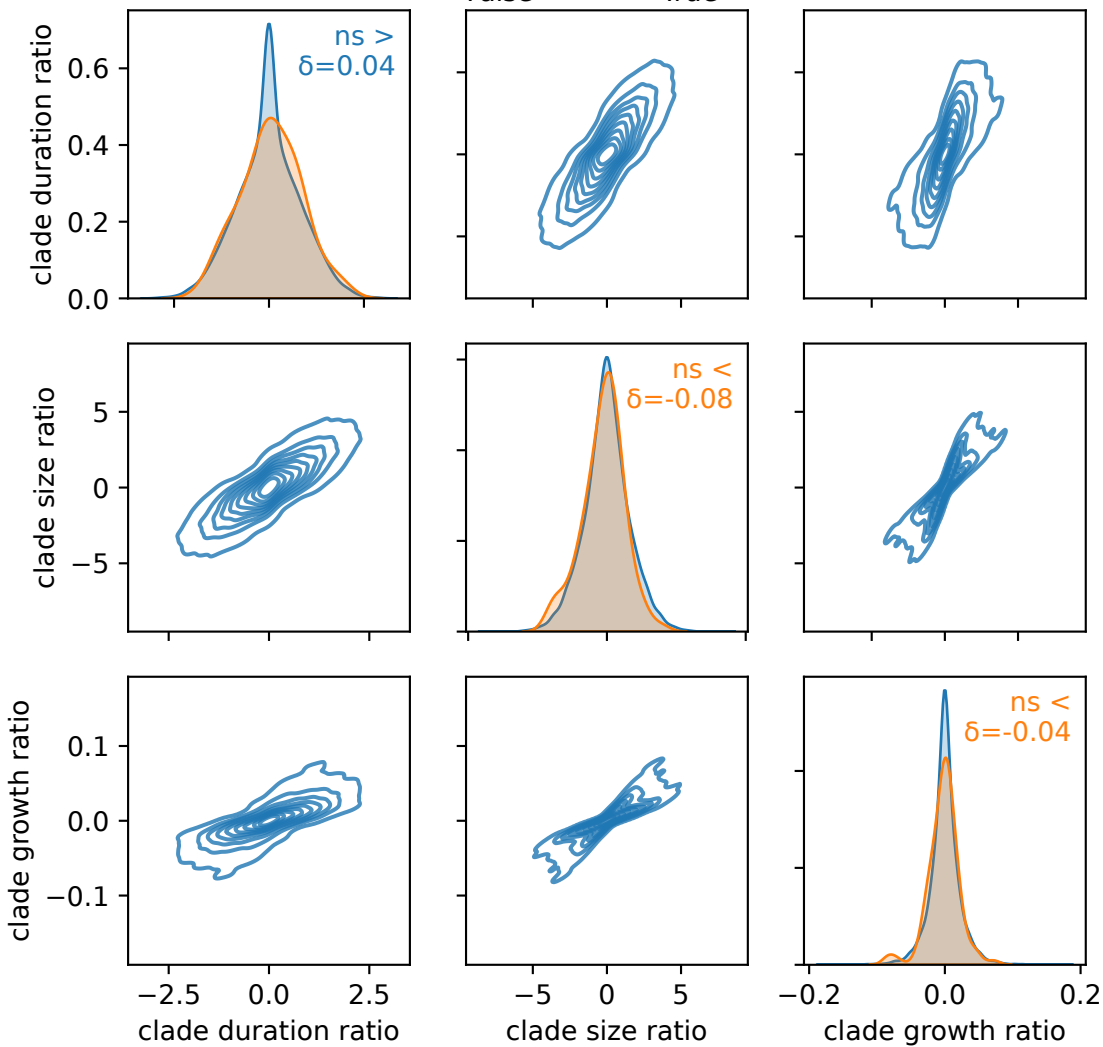 ns >
δ=0.04
clade duration ratio
0.6
0.4
0.2
0.0
ns <
δ=-0.08
clade size ratio
5
0
−5
ns <
δ=-0.04
clade growth ratio
0.1
0.0
−0.1
−2.5 0.0 2.5
−5 0 5
−0.2 0.0 0.2
clade duration ratio
clade size ratio
clade growth ratio